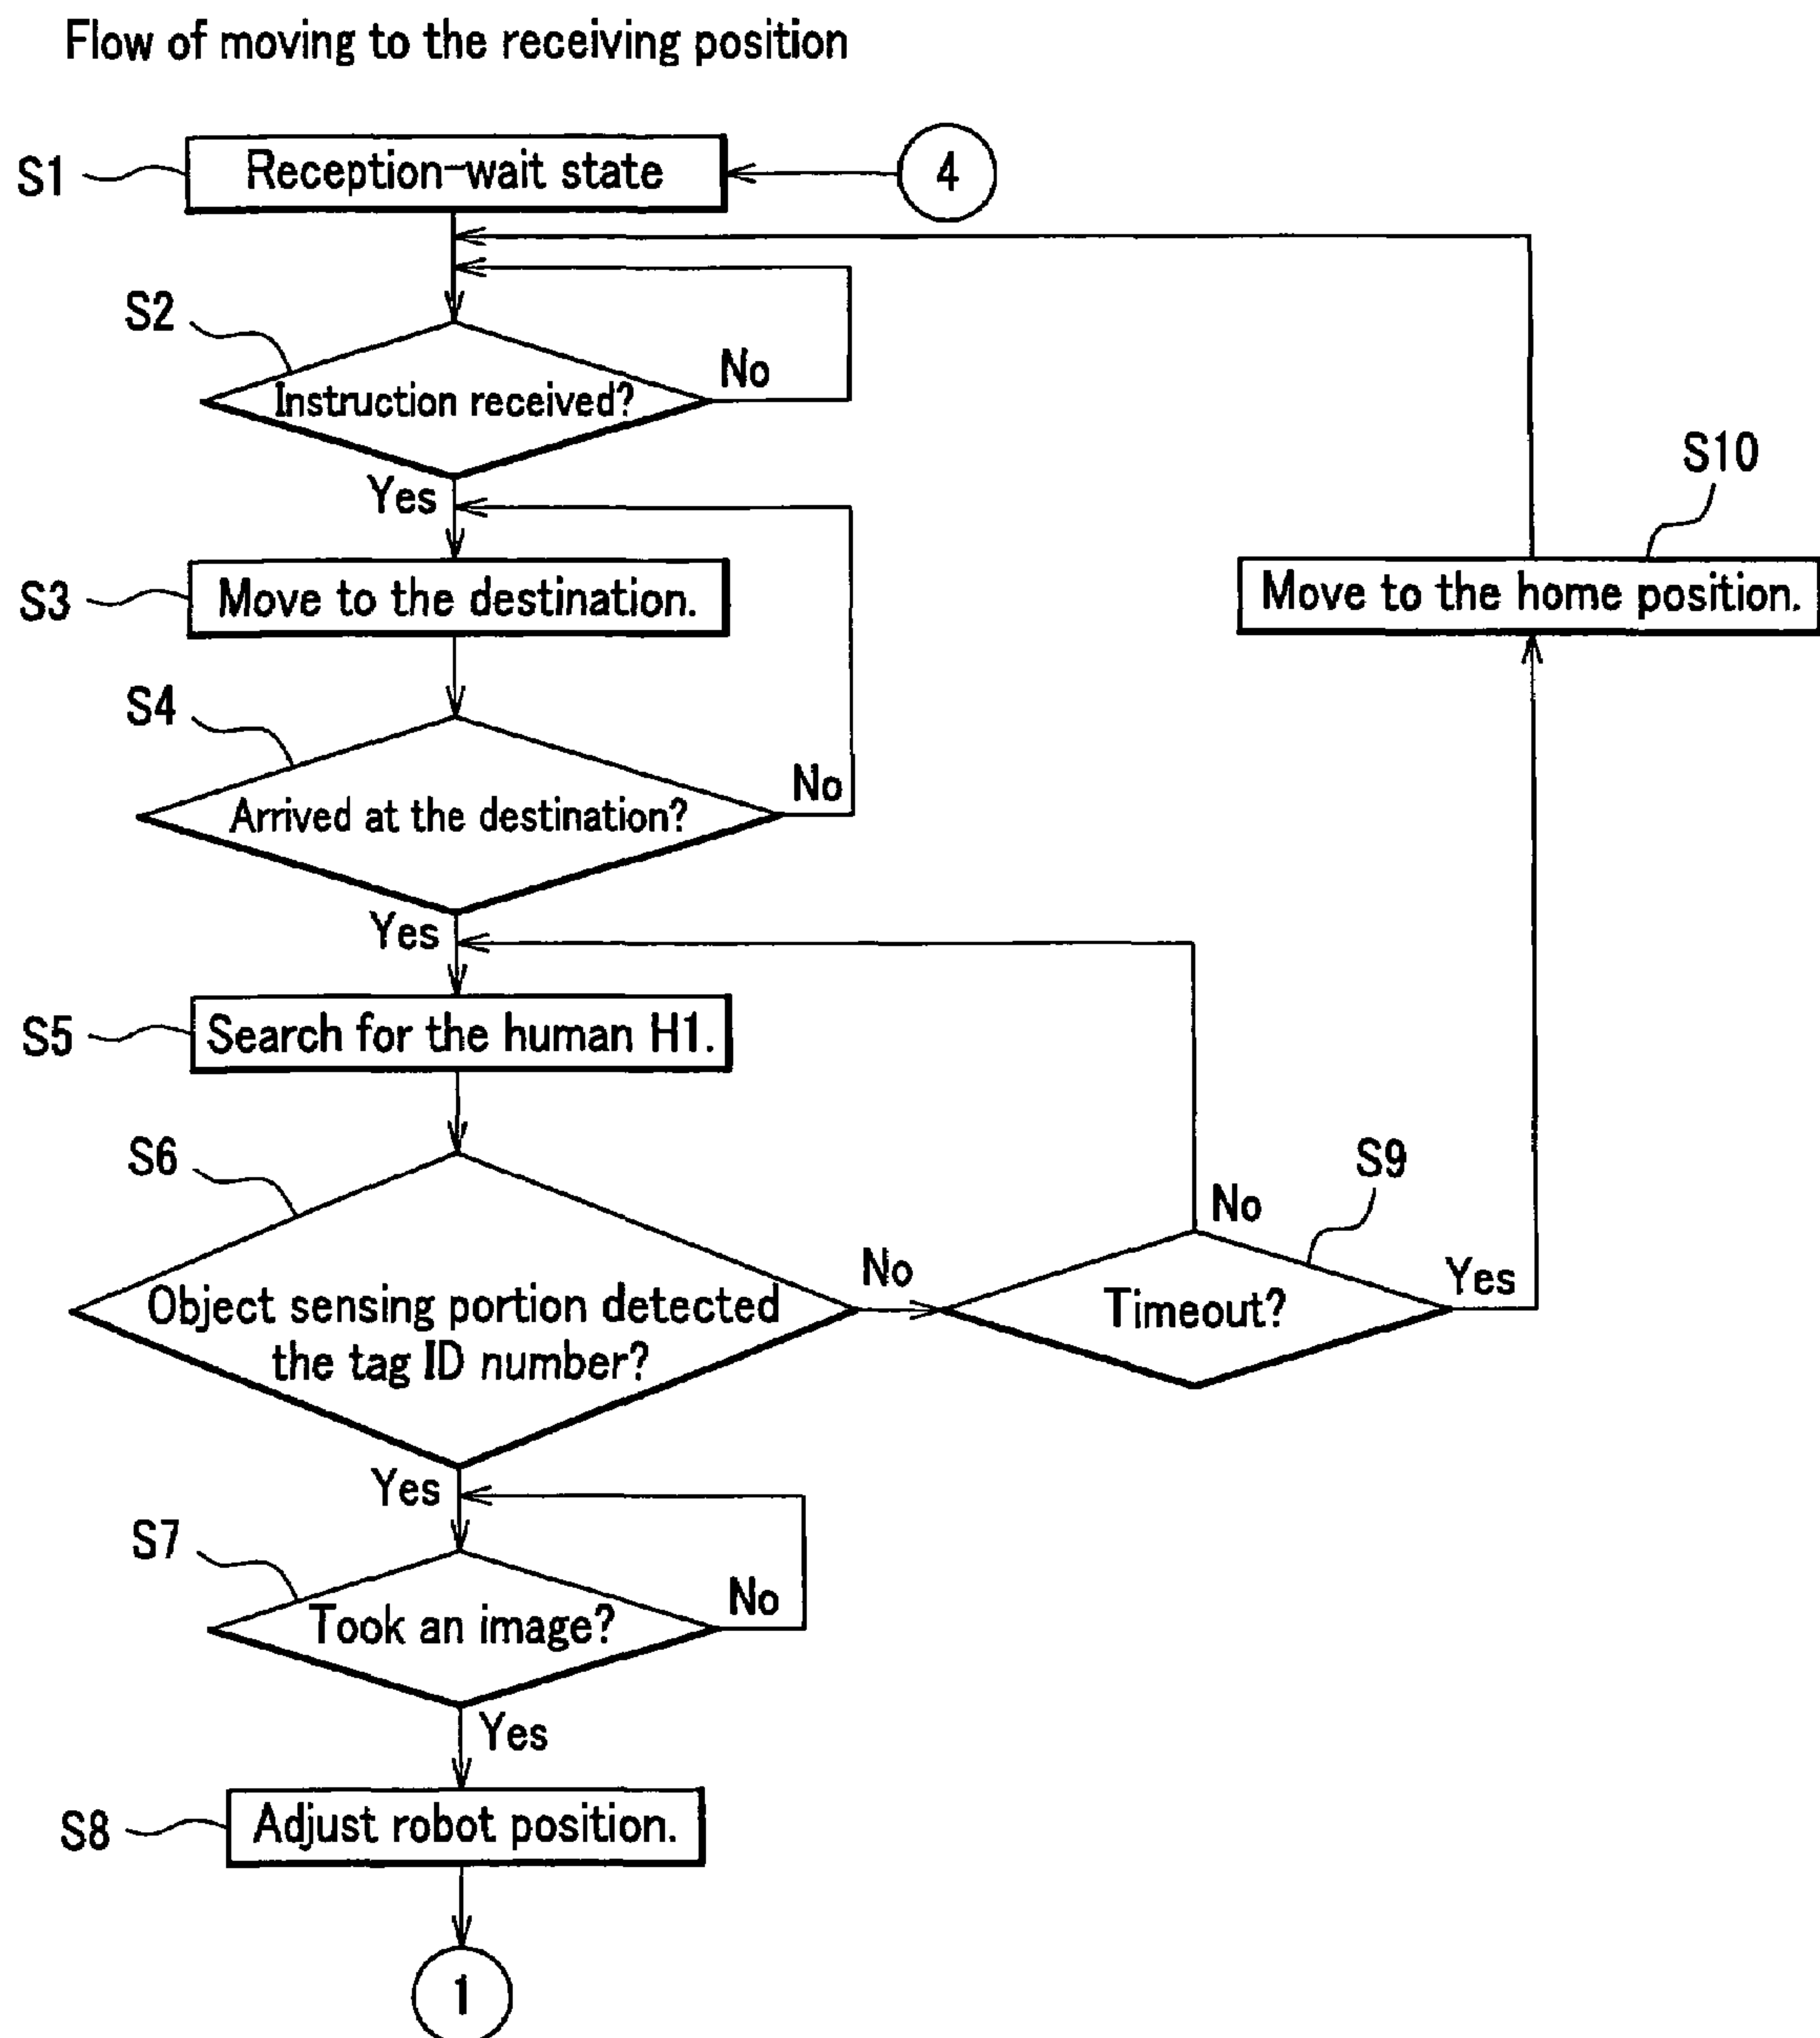 Flow of moving to the receiving position
S1
Reception-wait state
4
S2
Instruction received?
No
Yes
S3
Move to the destination.
S10
Move to the home position.
S4
Arrived at the destination?
No
Yes
S5
Search for the human H1.
S6
Object sensing portion detected
the tag ID number?
No
S9
Timeout?
No
Yes
Yes
S7
Took an image?
No
Yes
S8
Adjust robot position.
1